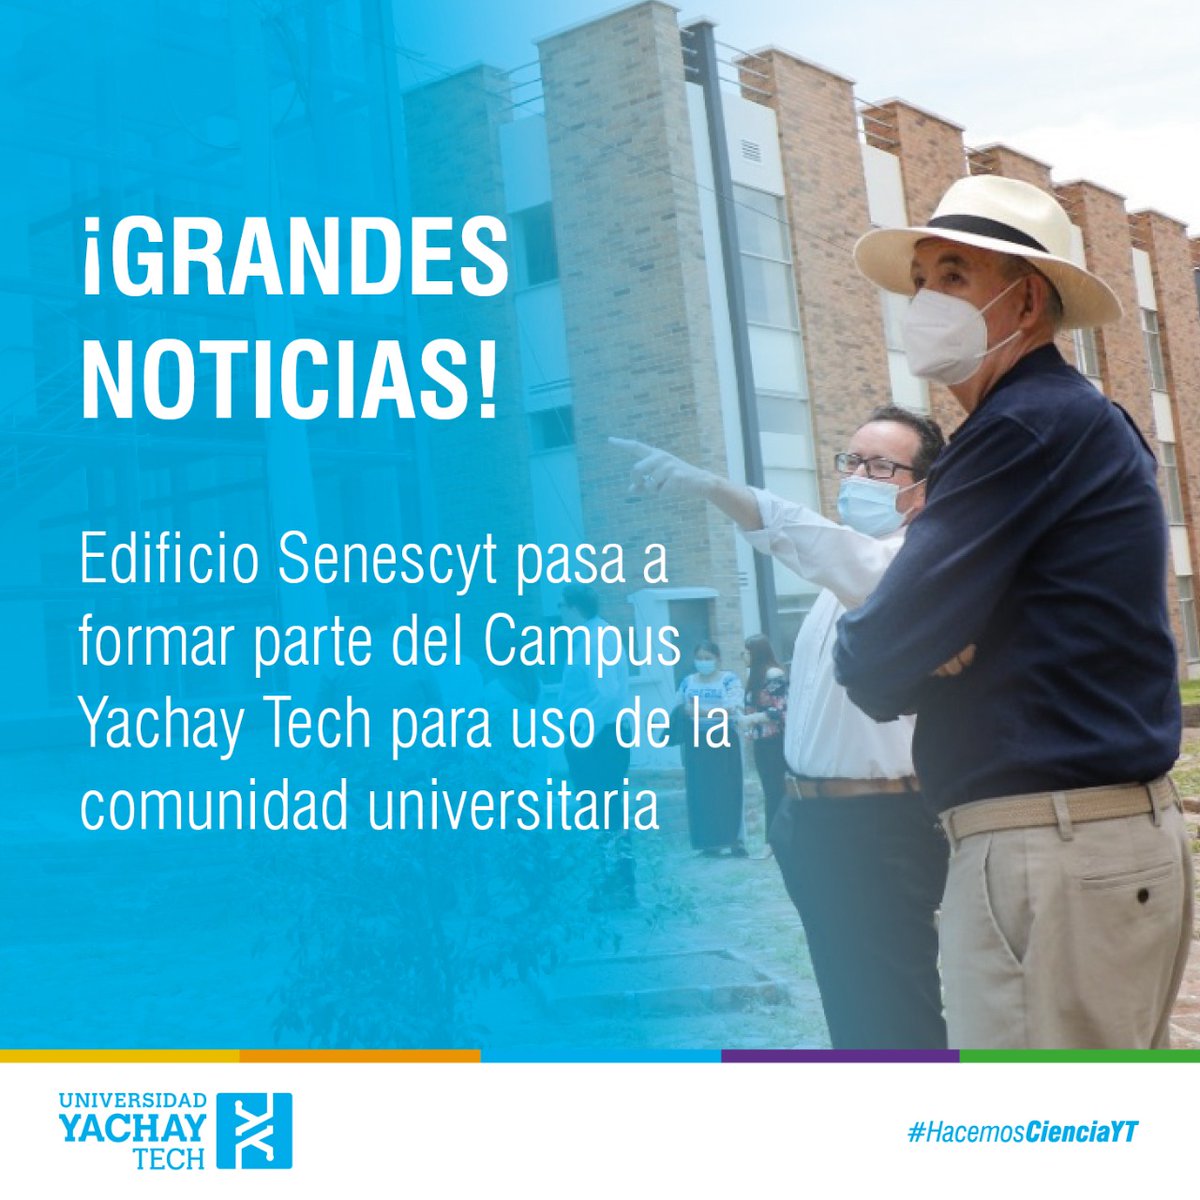 ¡GRANDES
NOTICIAS!
Edificio Senescyt pasa a
formar parte del Campus
Yachay Tech para uso de la
comunidad universitaria
UNIVERSIDAD
YACHAY
TECH
#HacemosCienciaYT